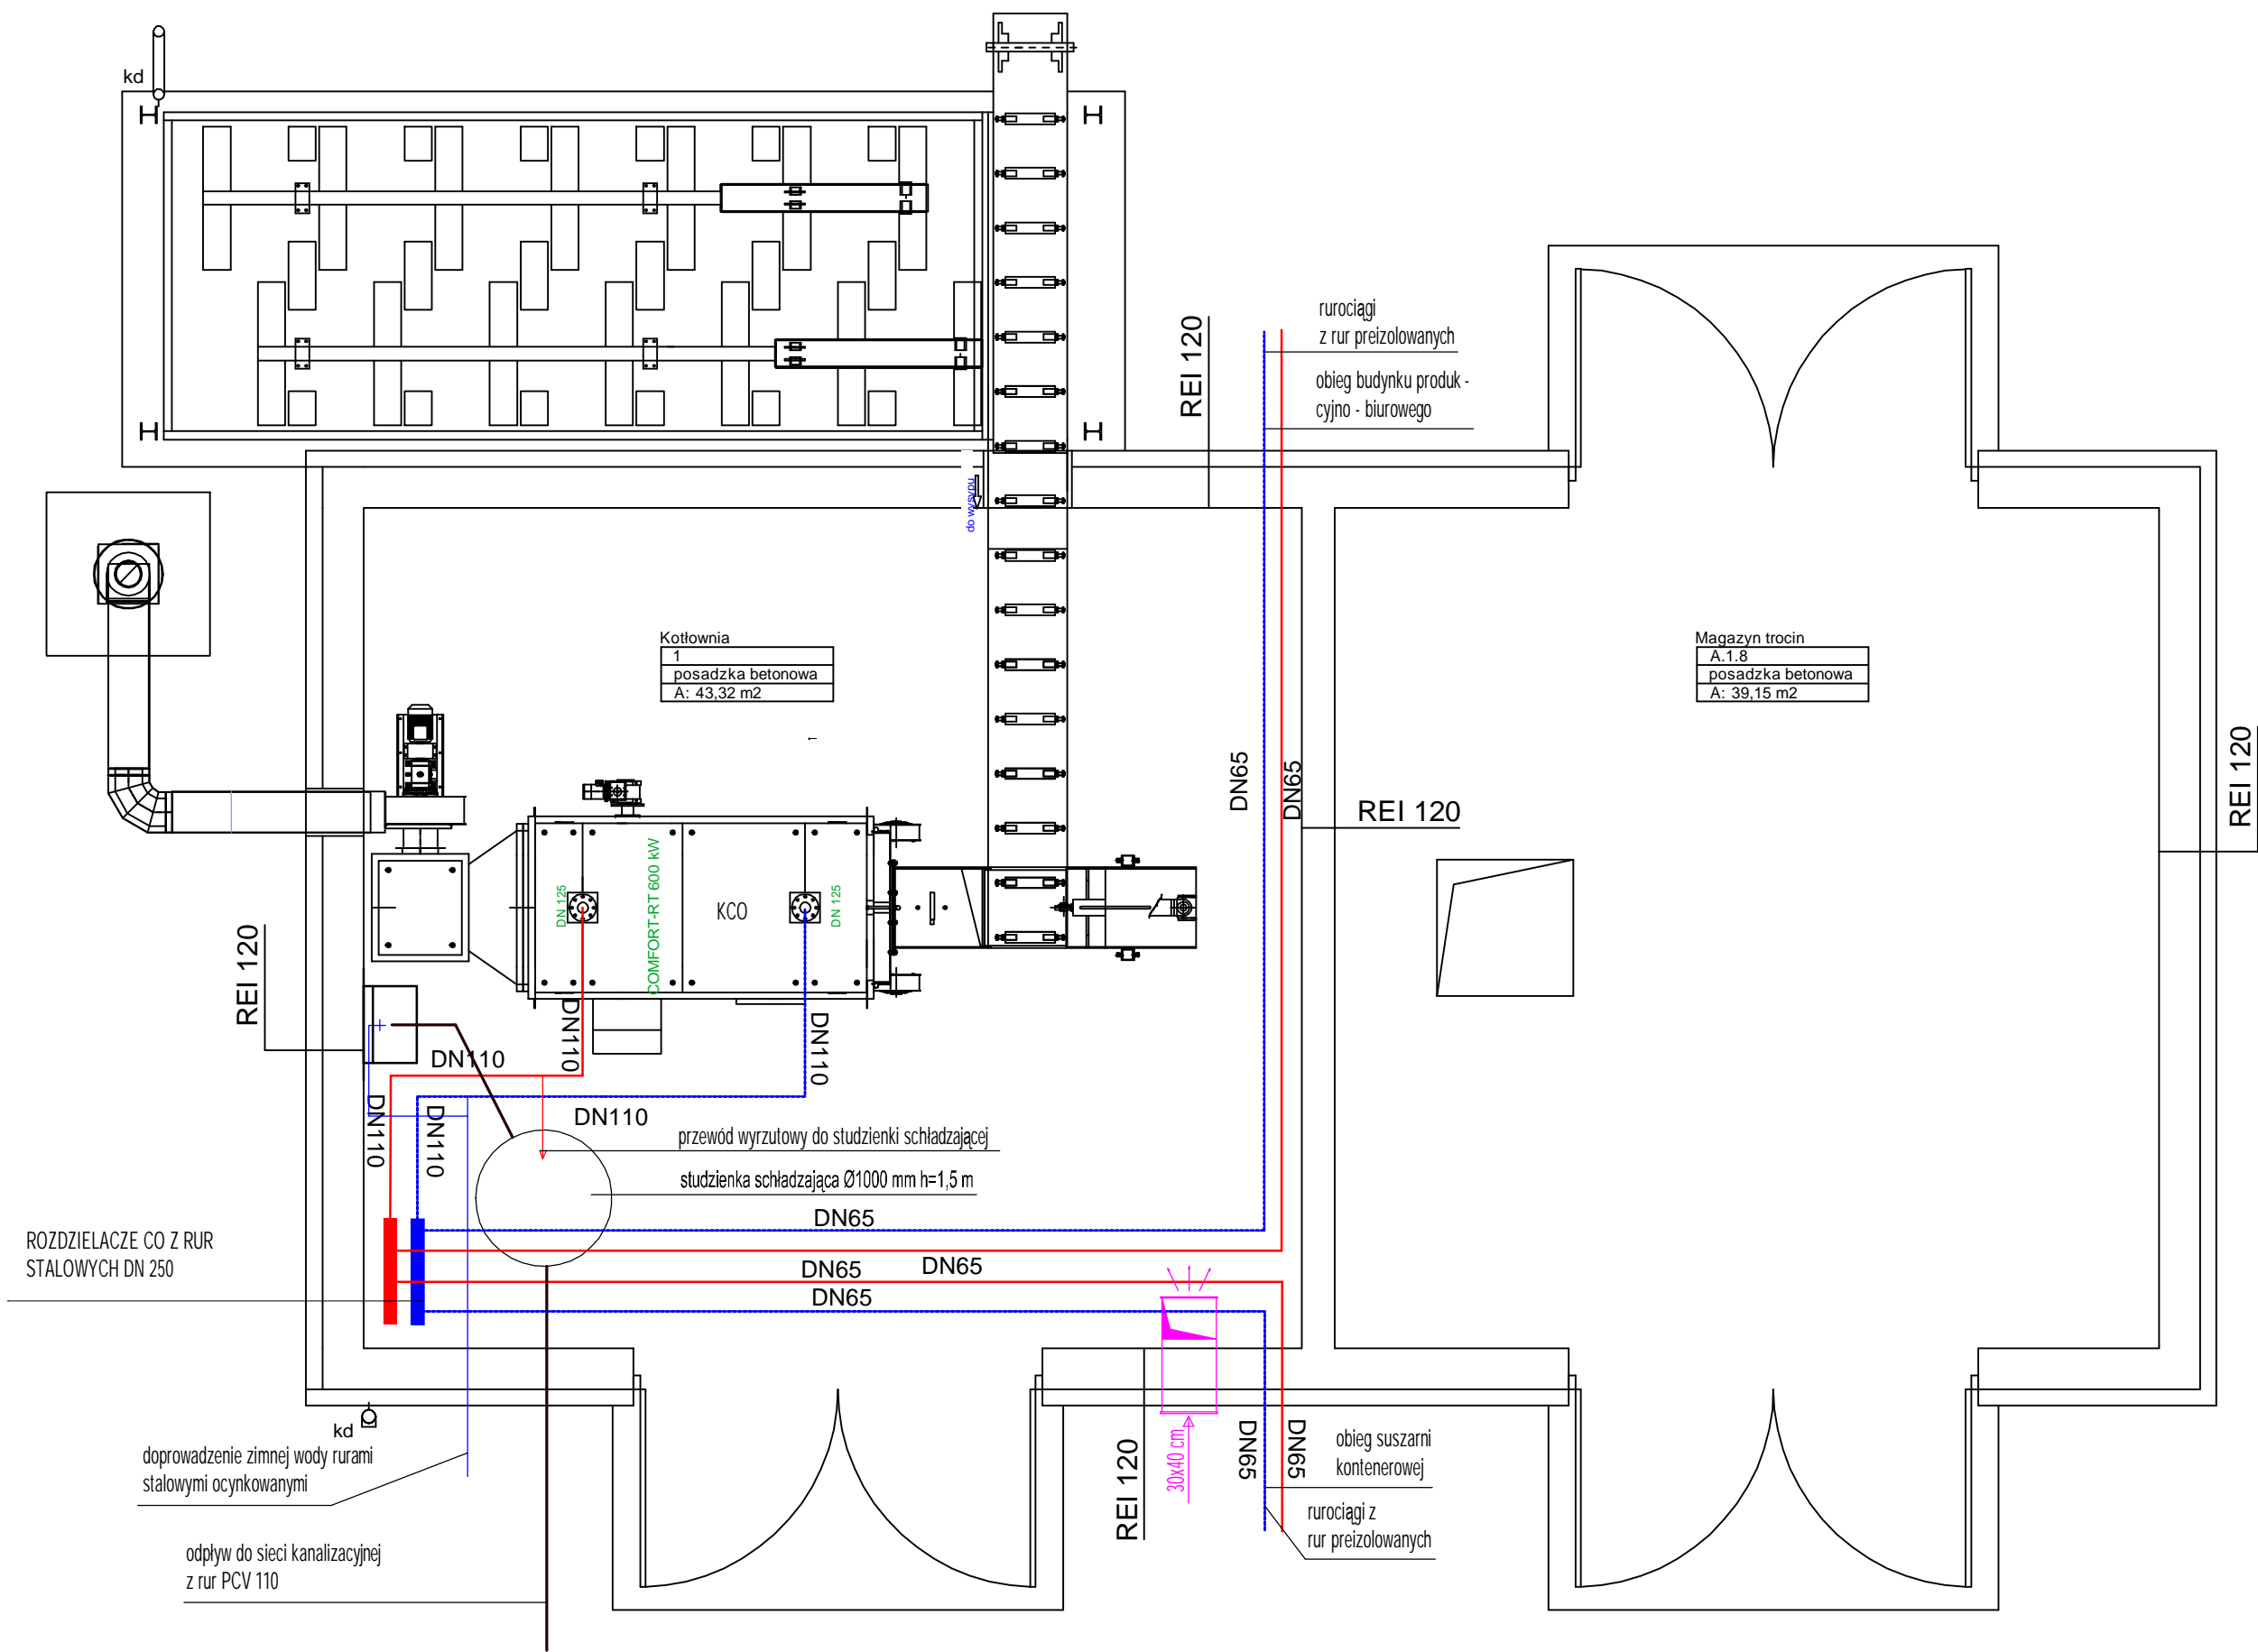 kd
H
H
H
H
do wysypu
REI 120
rurociągi
z rur preizolowanych
obieg budynku produk -
cyjno - biurowego
Kotłownia
1
posadzka betonowa
A: 43,32 m2
Magazyn trocin
A.1.8
posadzka betonowa
A: 39,15 m2
DN65
DN65
REI 120
REI 120
DN 125
COMFORT-RT 600 kW
KCO
DN 125
REI 120
DN110
DN110
DN110
DN110
DN110
DN110
przewód wyrzutowy do studzienki schładzającej
studzienka schładzająca Ø1000 mm h=1,5 m
DN65
ROZDZIELACZE CO Z RUR
STALOWYCH DN 250
DN65
DN65
DN65
kd
doprowadzenie zimnej wody rurami
stalowymi ocynkowanymi
odpływ do sieci kanalizacyjnej
z rur PCV 110
REI 120
30x40 cm
DN65
DN65
obieg suszarni
kontenerowej
rurociągi z
rur preizolowanych